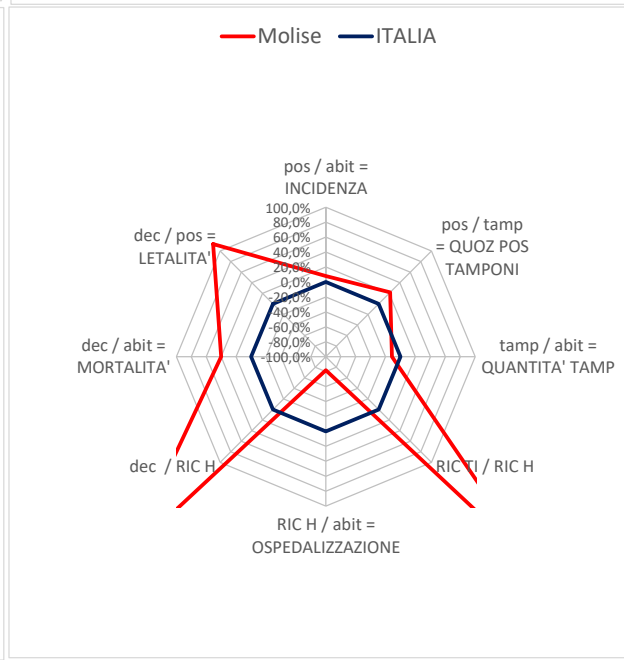 Molise ITALIA
pos / abit =
INCIDENZA
pos / tamp
= QUOZ POS
TAMPONI
tamp / abit =
QUANTITA' TAMP
RIC TI / RIC H
RIC H / abit =
OSPEDALIZZAZIONE
dec / RIC H
dec / abit =
MORTALITA'
dec / pos =
LETALITA'
100,0%
80,0%
60,0%
40,0%
20,0%
0,0%
-20,0%
-40,0%
-60,0%
-80,0%
-100,0%